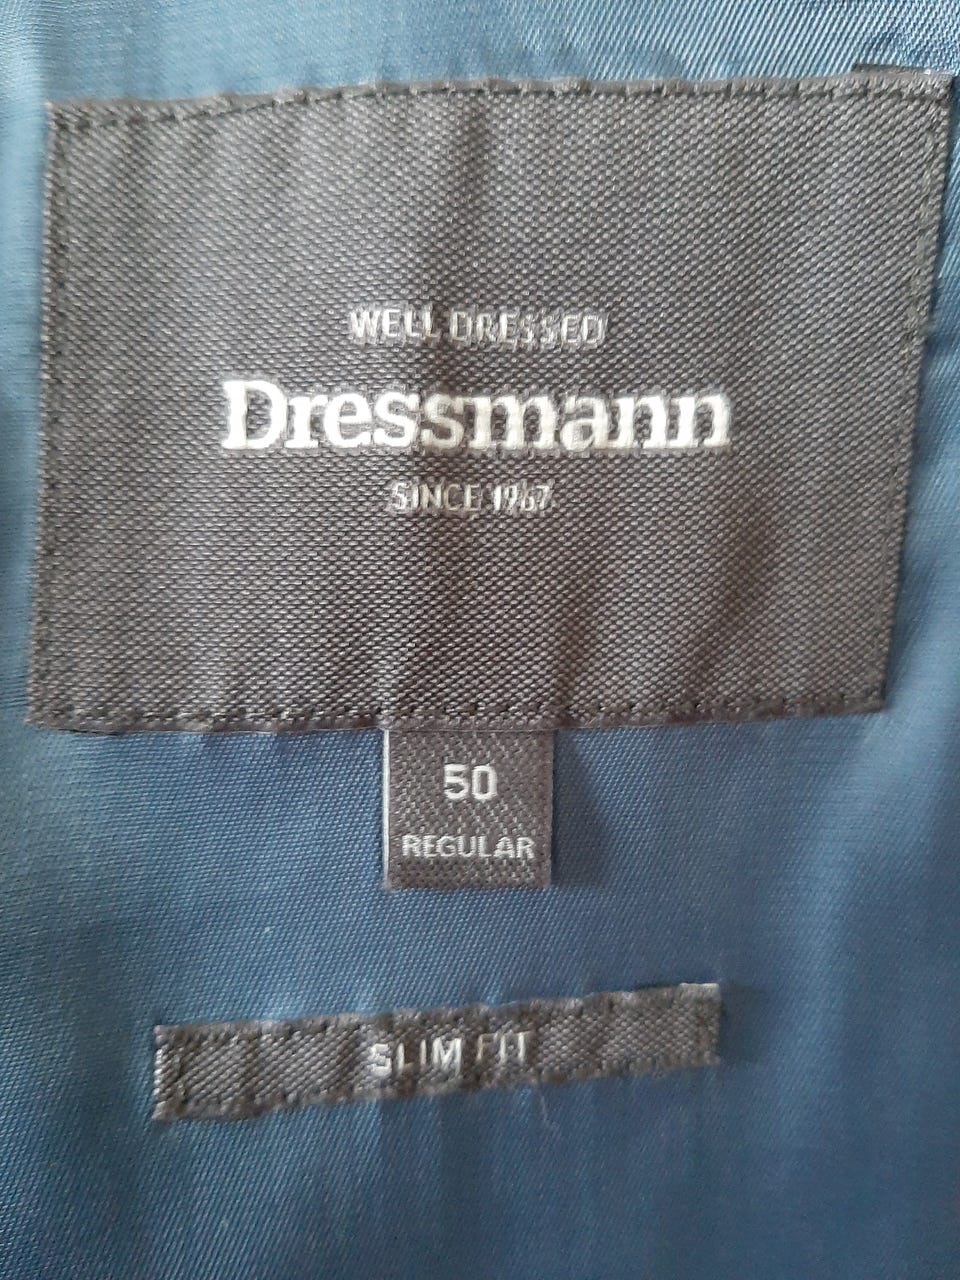 WELL DRESSED
Dressmann
SINCE 1967
50
REGULAR
SLIM FIT